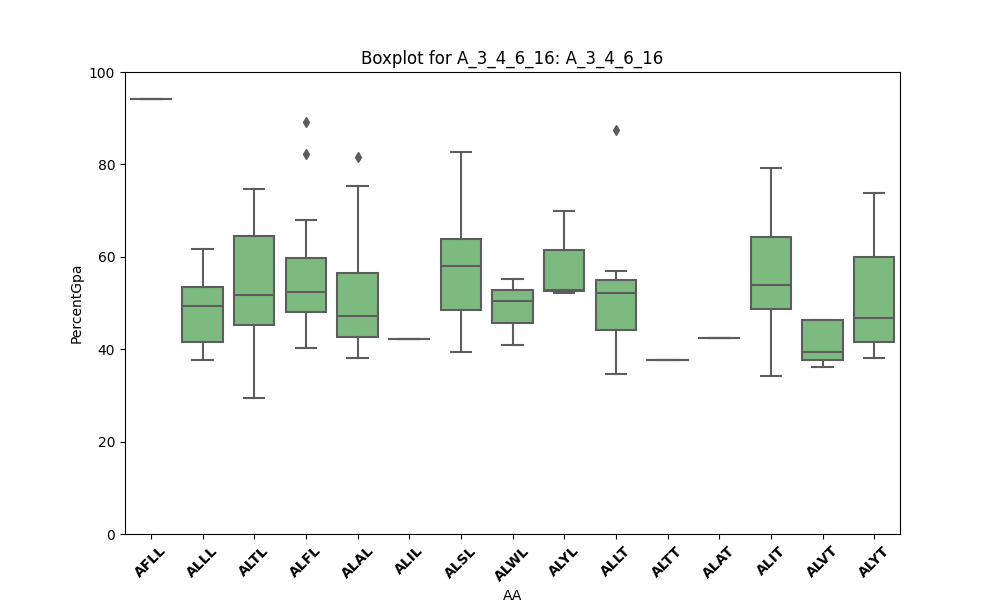 Boxplot for A_3_4_6_16: A_3_4_6_16
100
80
60
40
20
0
PercentGpa
AFLL ALLL ALTL ALFL ALAL ALIL ALSL ALWL ALYL ALLT ALTT ALAT ALIT ALVT ALYT
AA